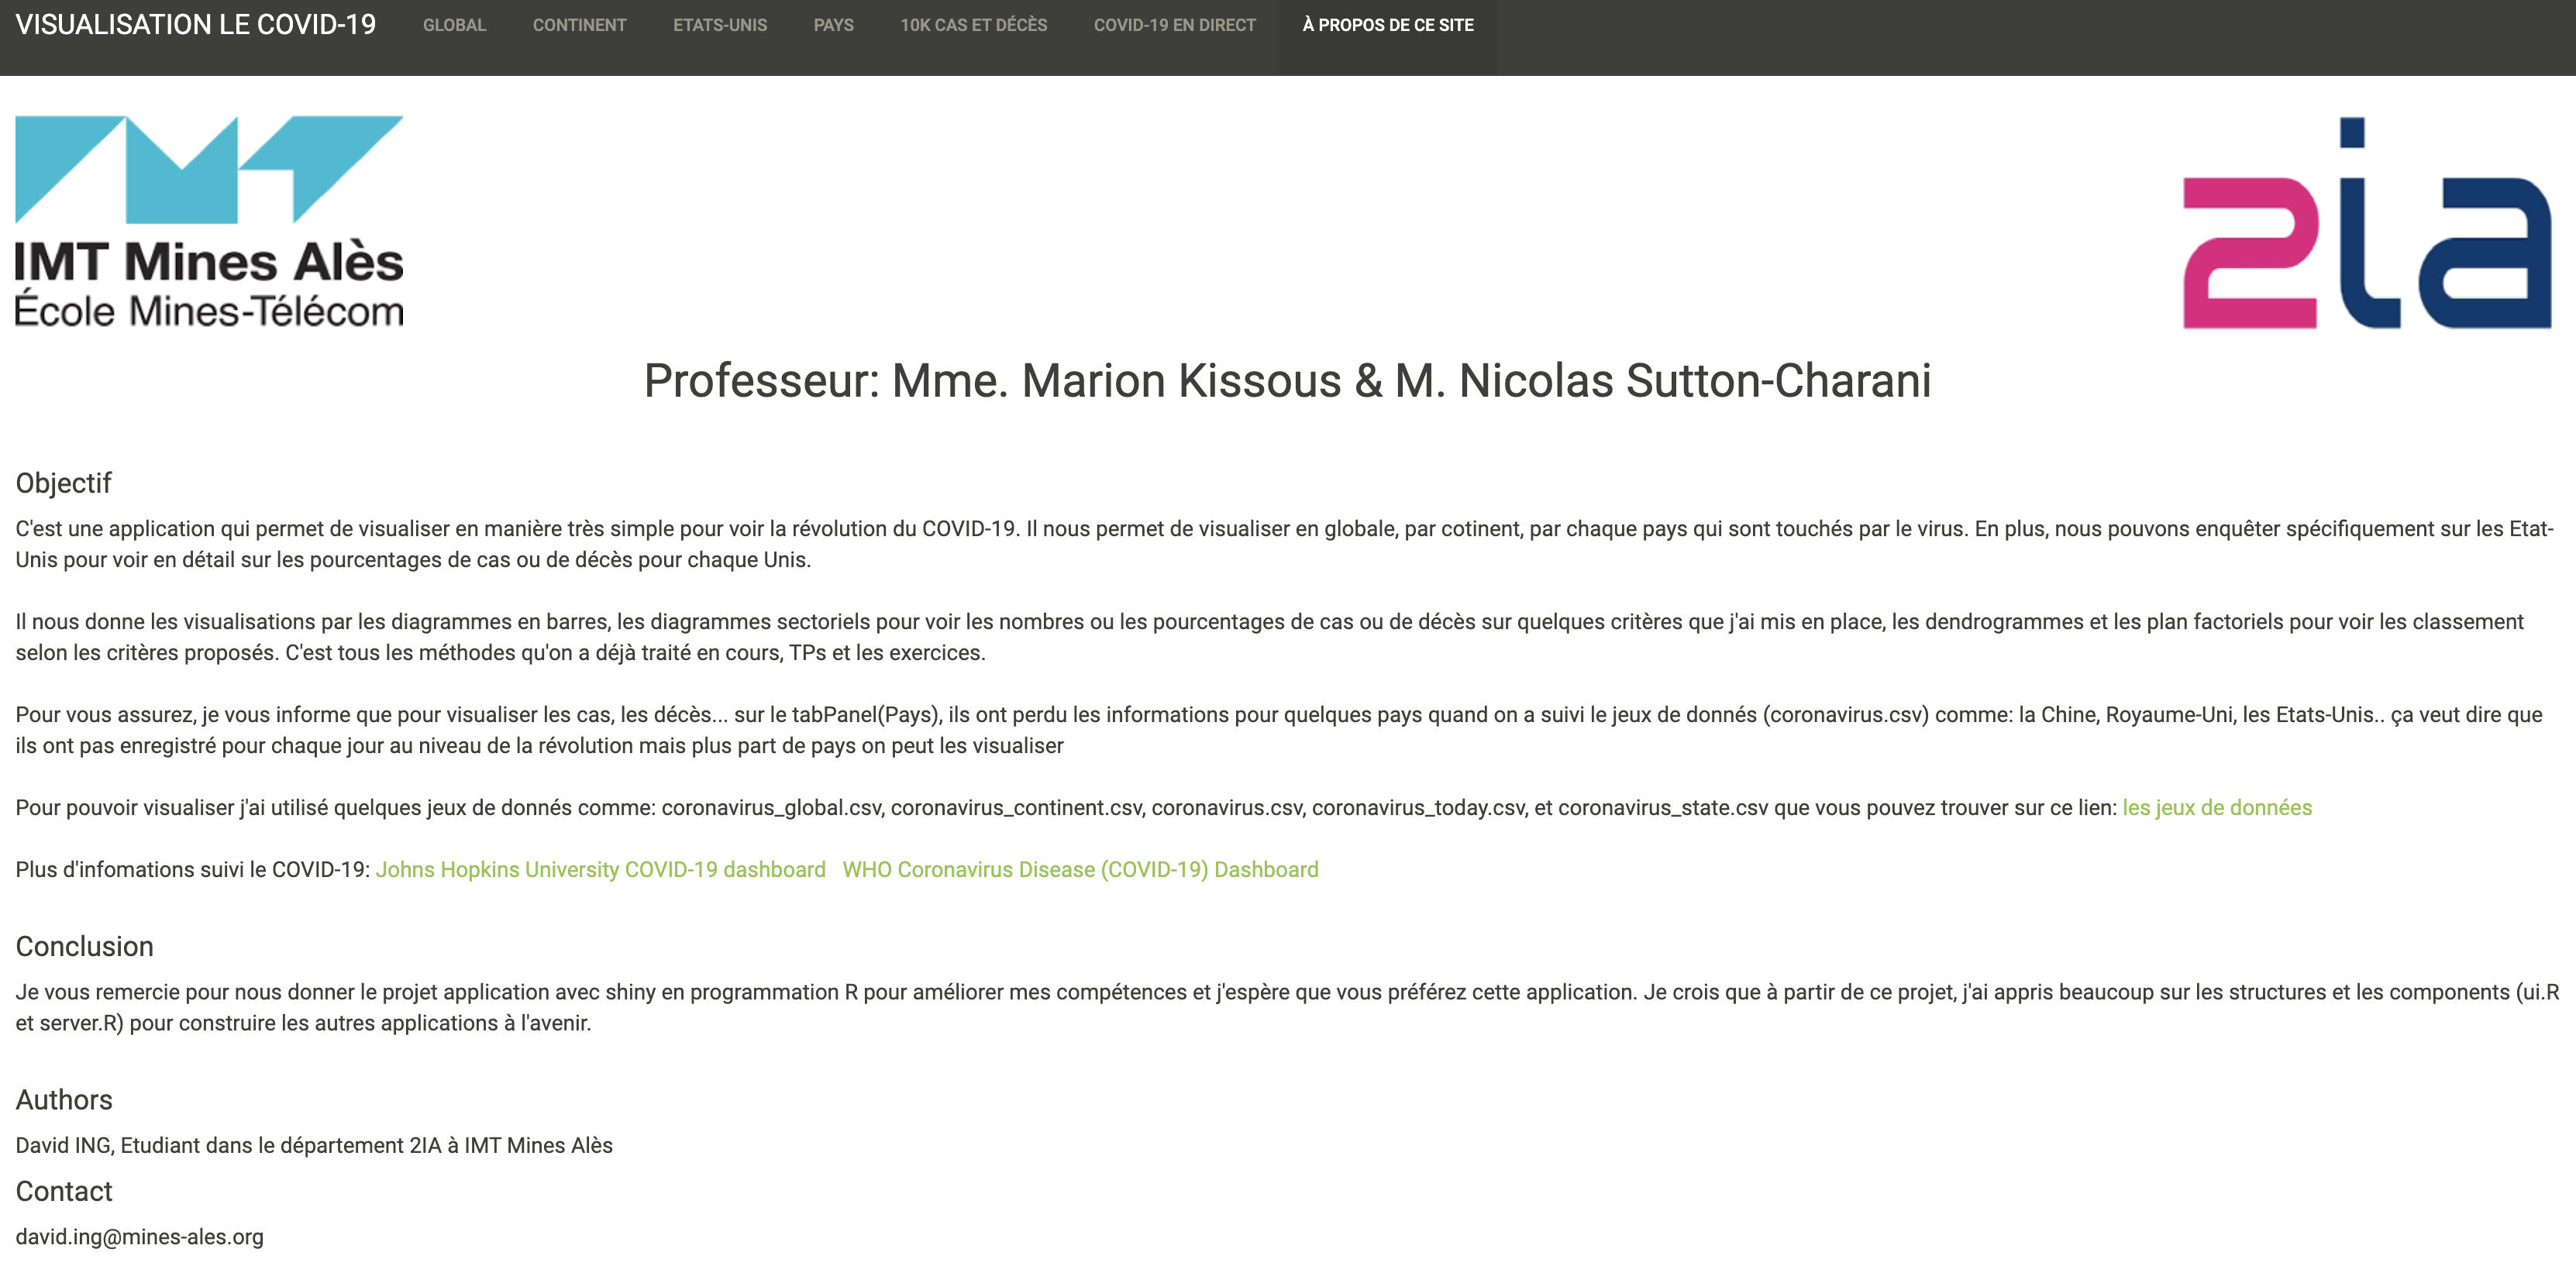 VISUALISATION LE COVID-19 GLOBAL CONTINENT ETATS-UNIS PAYS 10K CAS ET DÉCÈS COVID-19 EN DIRECT À PROPOS DE CE SITE
IMT Mines Alès
École Mines-Télécom
2ia
Professeur: Mme. Marion Kissous & M. Nicolas Sutton-Charani
Objectif
C'est une application qui permet de visualiser en manière très simple pour voir la révolution du COVID-19. Il nous permet de visualiser en globale, par cotinent, par chaque pays qui sont touchés par le virus. En plus, nous pouvons enquêter spécifiquement sur les Etat-
Unis pour voir en détail sur les pourcentages de cas ou de décès pour chaque Unis.
Il nous donne les visualisations par les diagrammes en barres, les diagrammes sectoriels pour voir les nombres ou les pourcentages de cas ou de décès sur quelques critères que j'ai mis en place, les dendrogrammes et les plan factoriels pour voir les classement
selon les critères proposés. C'est tous les méthodes qu'on a déjà traité en cours, TPs et les exercices.
Pour vous assurez, je vous informe que pour visualiser les cas, les décès... sur le tabPanel(Pays), ils ont perdu les informations pour quelques pays quand on a suivi le jeux de donnés (coronavirus.csv) comme: la Chine, Royaume-Uni, les Etats-Unis.. ça veut dire que
ils ont pas enregistré pour chaque jour au niveau de la révolution mais plus part de pays on peut les visualiser
Pour pouvoir visualiser j'ai utilisé quelques jeux de donnés comme: coronavirus_global.csv, coronavirus_continent.csv, coronavirus.csv, coronavirus_today.csv, et coronavirus_state.csv que vous pouvez trouver sur ce lien: les jeux de données
Plus d'infomations suivi le COVID-19: Johns Hopkins University COVID-19 dashboard WHO Coronavirus Disease (COVID-19) Dashboard
Conclusion
Je vous remercie pour nous donner le projet application avec shiny en programmation R pour améliorer mes compétences et j'espère que vous préférez cette application. Je crois que à partir de ce projet, j'ai appris beaucoup sur les structures et les components (ui.R
et server.R) pour construire les autres applications à l'avenir.
Authors
David ING, Etudiant dans le département 2IA à IMT Mines Alès
Contact
david.ing@mines-ales.org